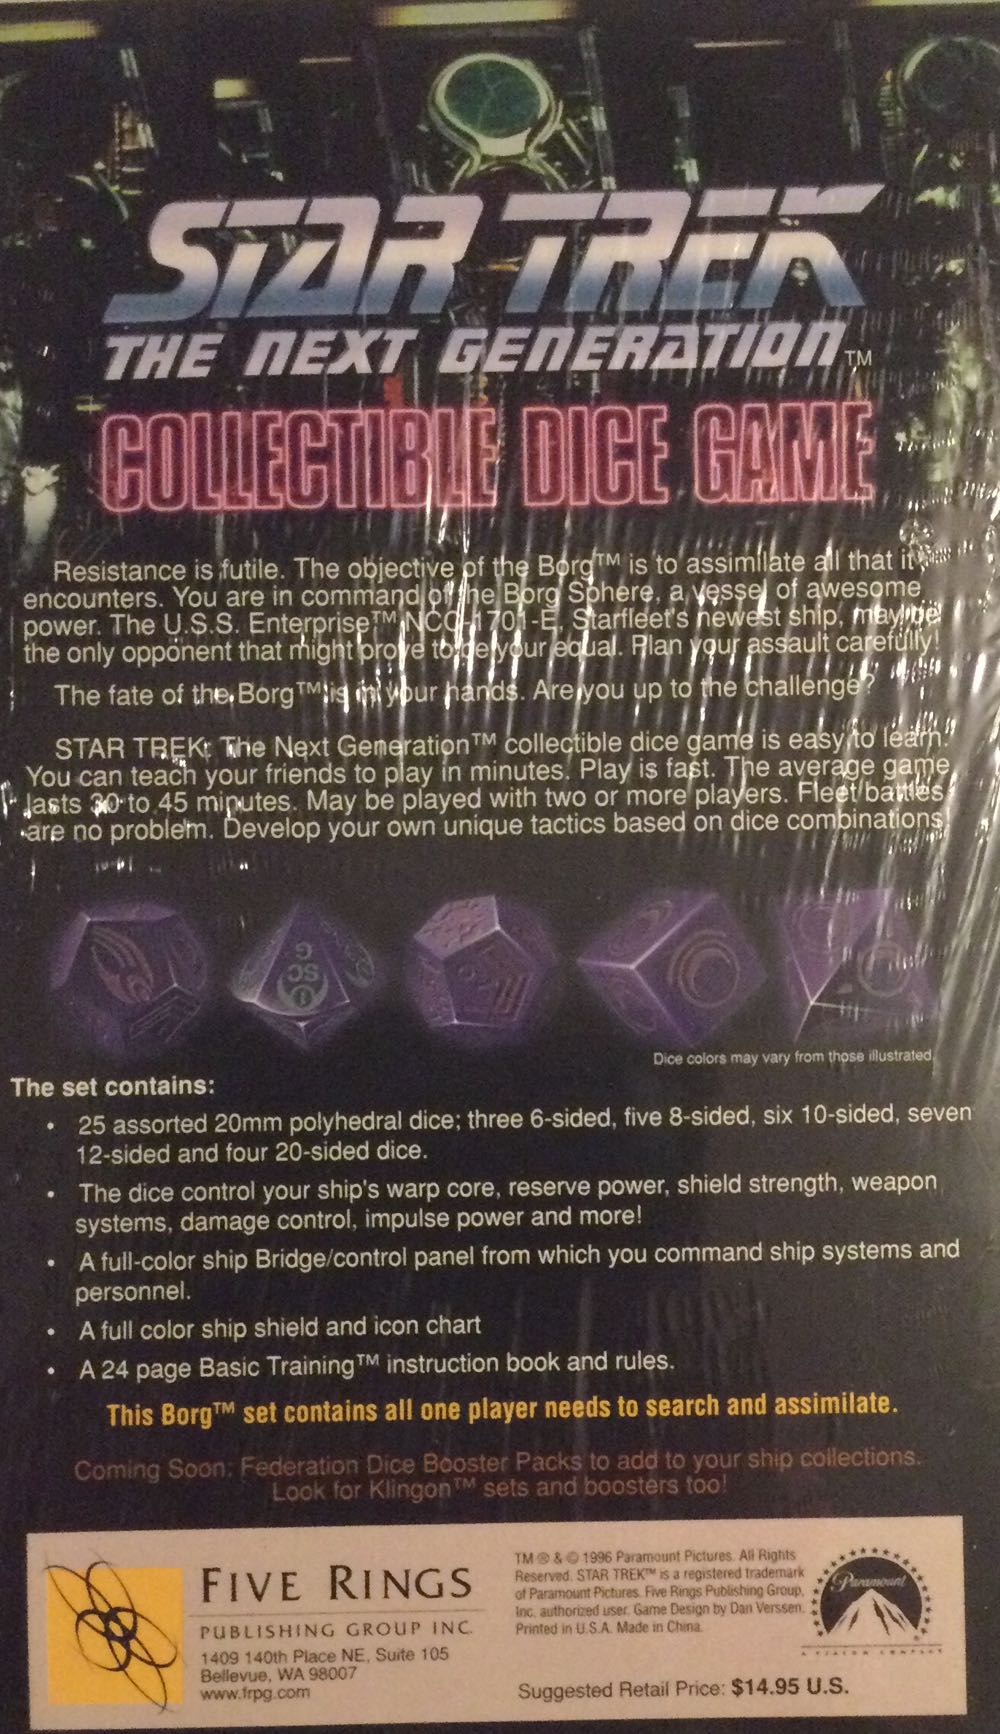 STAR TREK
THE NEXT GENERATION™
COLLECTIBLE DICE GAME
Resistance is futile. The objective of the Borg™ is to assimilate all that it
encounters. You are in command of the Borg Sphere, a vessel of awesome
power. The U.S.S. Enterprise™ NCC-1701-E, Starfleet's newest ship, may be
the only opponent that might prove to be your equal. Plan your assault carefully!
The fate of the Borg™ is in your hands. Are you up to the challenge?
STAR TREK: The Next Generation™ collectible dice game is easy to learn.
You can teach your friends to play in minutes. Play is fast. The average game
lasts 30 to 45 minutes. May be played with two or more players. Fleet battles
are no problem. Develop your own unique tactics based on dice combinations!
G
SC
1
Dice colors may vary from those illustrated.
The set contains:
• 25 assorted 20mm polyhedral dice; three 6-sided, five 8-sided, six 10-sided, seven
12-sided and four 20-sided dice.
• The dice control your ship's warp core, reserve power, shield strength, weapon
systems, damage control, impulse power and more!
• A full-color ship Bridge/control panel from which you command ship systems and
personnel.
• A full color ship shield and icon chart
• A 24 page Basic Training™ instruction book and rules.
This Borg™ set contains all one player needs to search and assimilate.
Coming Soon: Federation Dice Booster Packs to add to your ship collections.
Look for Klingon™ sets and boosters too!
FIVE RINGS
PUBLISHING GROUP INC.
1409 140th Place NE, Suite 105
Bellevue, WA 98007
www.frpg.com
TM ® & © 1996 Paramount Pictures. All Rights
Reserved. STAR TREK™ is a registered trademark
of Paramount Pictures. Five Rings Publishing Group,
Inc. authorized user. Game Design by Dan Verssen.
Printed in U.S.A. Made in China.
Suggested Retail Price: $14.95 U.S.
Paramount
A VIACOM COMPANY